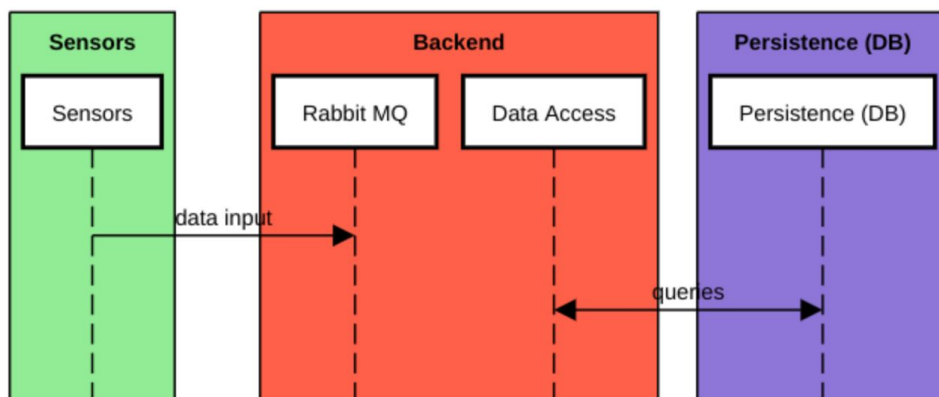 Sensors
Backend
Persistence (DB)
Sensors
Rabbit MQ
Data Access
Persistence (DB)
data input
queries